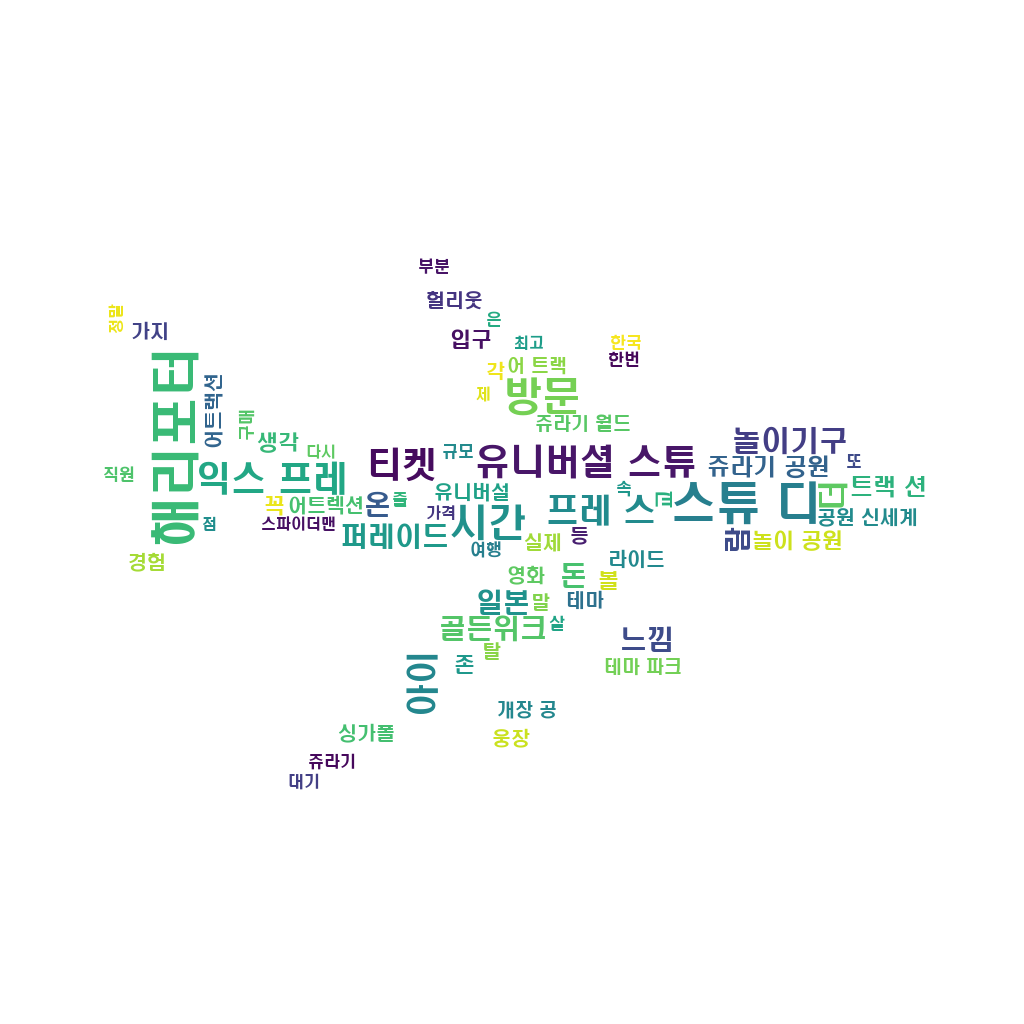 부분
헐리웃
은
정말
가지
입구
최고
한국
한번
어 트랙
각
제
방문
쥬라기 월드
어트랙션
구매
생각
다시
해리포터
티켓
규모
유니버셜 스튜
놀이기구
쥬라기 공원
또
직원
익스 프레
꼭
어트렉션
온
줄
유니버설
가격
시간
프레 스
속
크
스튜 디
더
트랙 션
공원 신세계
점
스파이더맨
퍼레이드
여행
실제
등
람
놀이 공원
경험
영화
돈
볼
라이드
일본
말
테마
골든위크
살
느낌
탈
아이
존
테마 파크
개장 공
싱가폴
웅장
쥬라기
대기